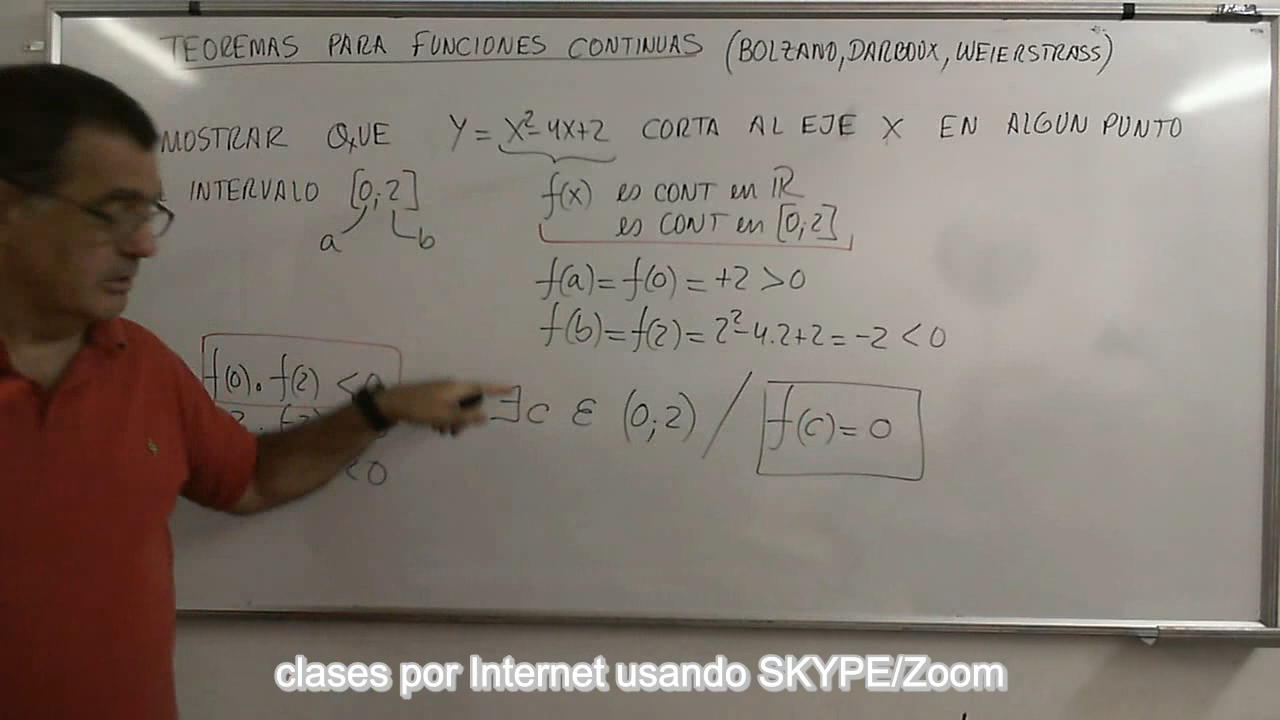 TEOREMAS PARA FUNCIONES CONTINUAS (BOLZANO, DARBOUX, WEIERSTRASS)
MOSTRAR QUE Y = X²-4X+2 CORTA AL EJE X EN ALGUN PUNTO
INTERVALO [0;2]
a b
f(x) es CONT en ℝ
es CONT en [0;2]
f(a)=f(0)=+2>0
f(b)=f(2)=2²-4.2+2=-2<0
f(0).f(2)<0
<0
∃c ε (0;2) / f(c)=0
clases por Internet usando SKYPE/Zoom